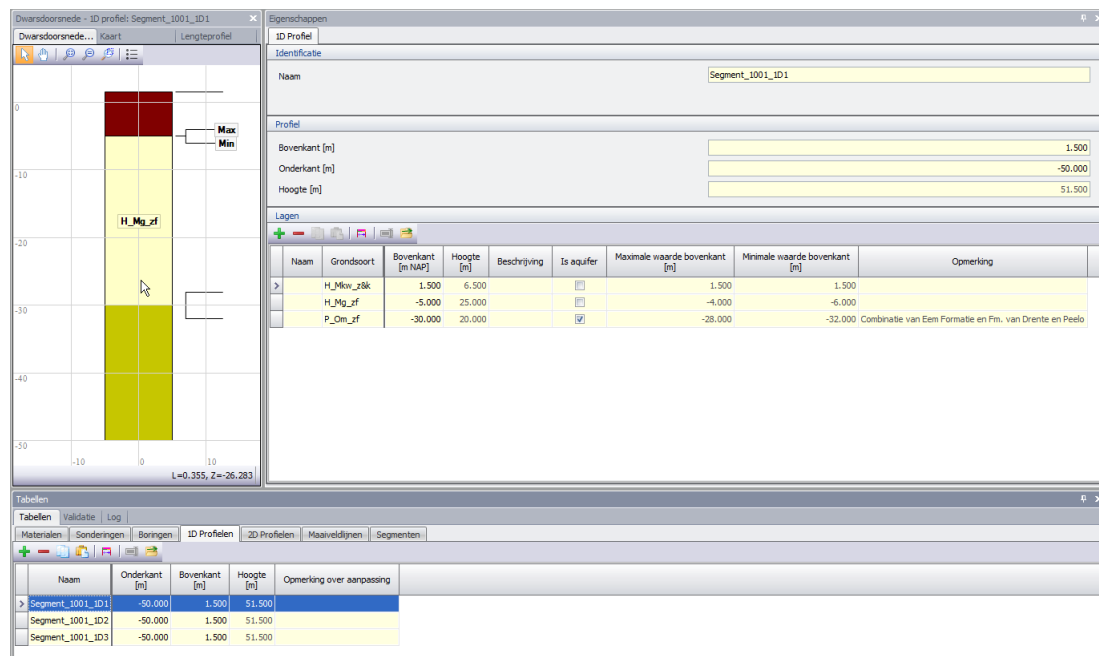 Dwarsdoorsnede - 1D profiel: Segment_1001_1D1
Dwarsdoorsnede... Kaart Lengteprofiel
0
-10
-20
-30
-40
-50
-10 0 10
Max
Min
H_Mg_zf
L=0.355, Z=-26.283
Eigenschappen
1D Profiel
Identificatie
Naam Segment_1001_1D1
Profiel
Bovenkant [m] 1.500
Onderkant [m] -50.000
Hoogte [m] 51.500
Lagen
Naam Grondsoort Bovenkant [m NAP] Hoogte [m] Beschrijving Is aquifer Maximale waarde bovenkant [m] Minimale waarde bovenkant [m] Opmerking
H_Mkw_z&k 1.500 6.500 1.500 1.500
H_Mg_zf -5.000 25.000 -4.000 -6.000
P_Om_zf -30.000 20.000 -28.000 -32.000 Combinatie van Eem Formatie en Fm. van Drente en Peelo
Tabellen
Tabellen Validatie Log
Materialen Sonderingen Boringen 1D Profielen 2D Profielen Maaiveldlijnen Segmenten
Naam Onderkant [m] Bovenkant [m] Hoogte [m] Opmerking over aanpassing
Segment_1001_1D1 -50.000 1.500 51.500
Segment_1001_1D2 -50.000 1.500 51.500
Segment_1001_1D3 -50.000 1.500 51.500